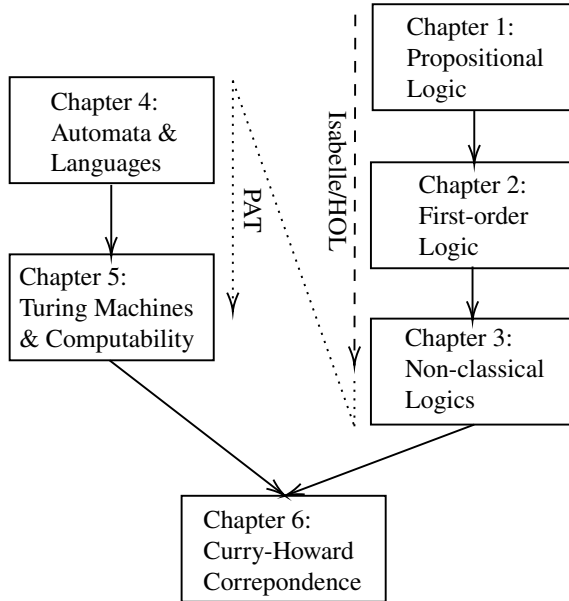 Chapter 1:
Propositional
Logic
Chapter 4:
Automata &
Languages
Isabelle/HOL
PAT
Chapter 2:
First-order
Logic
Chapter 5:
Turing Machines
& Computability
Chapter 3:
Non-classical
Logics
Chapter 6:
Curry-Howard
Correpondence